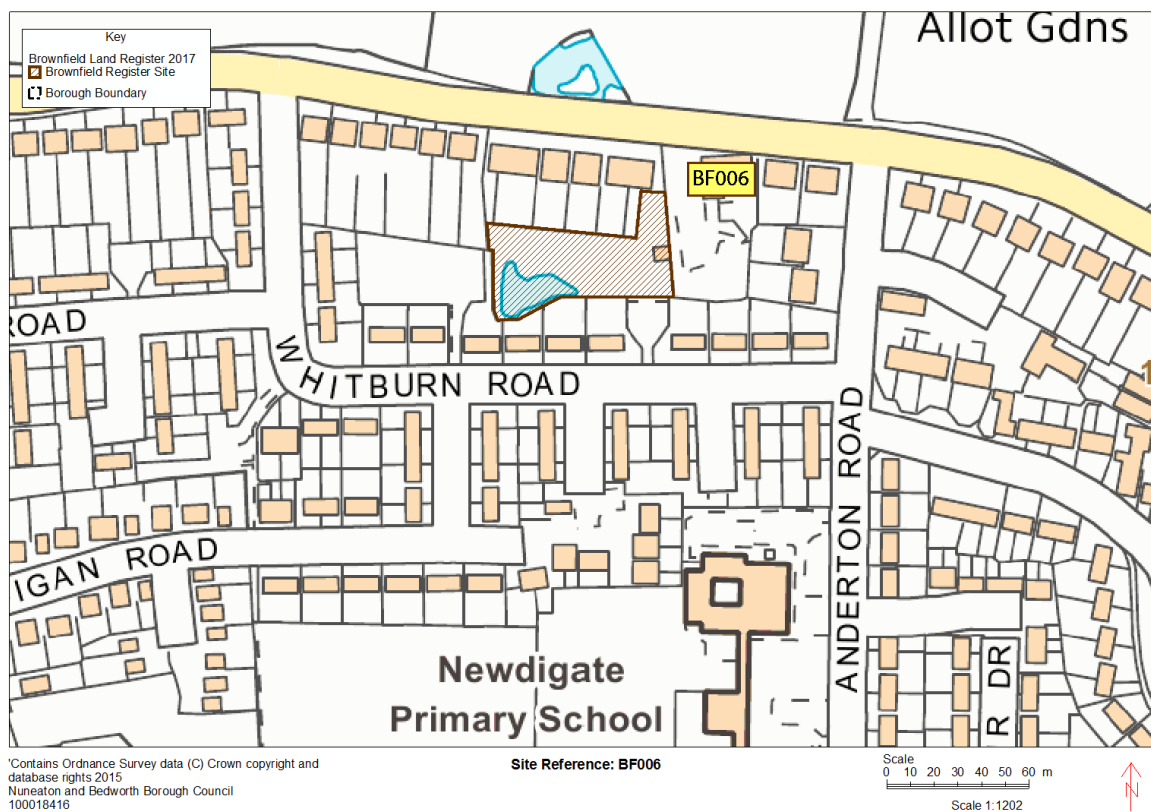 Key
Brownfield Land Register 2017
Brownfield Register Site
Borough Boundary
Allot Gdns
BF006
ROAD
WHITBURN ROAD
1
ANDERTON ROAD
IGAN ROAD
R DR
Newdigate
Primary School
'Contains Ordnance Survey data (C) Crown copyright and
database rights 2015
Nuneaton and Bedworth Borough Council
100018416
Site Reference: BF006
Scale
0 10 20 30 40 50 60 m
Scale 1:1202
N